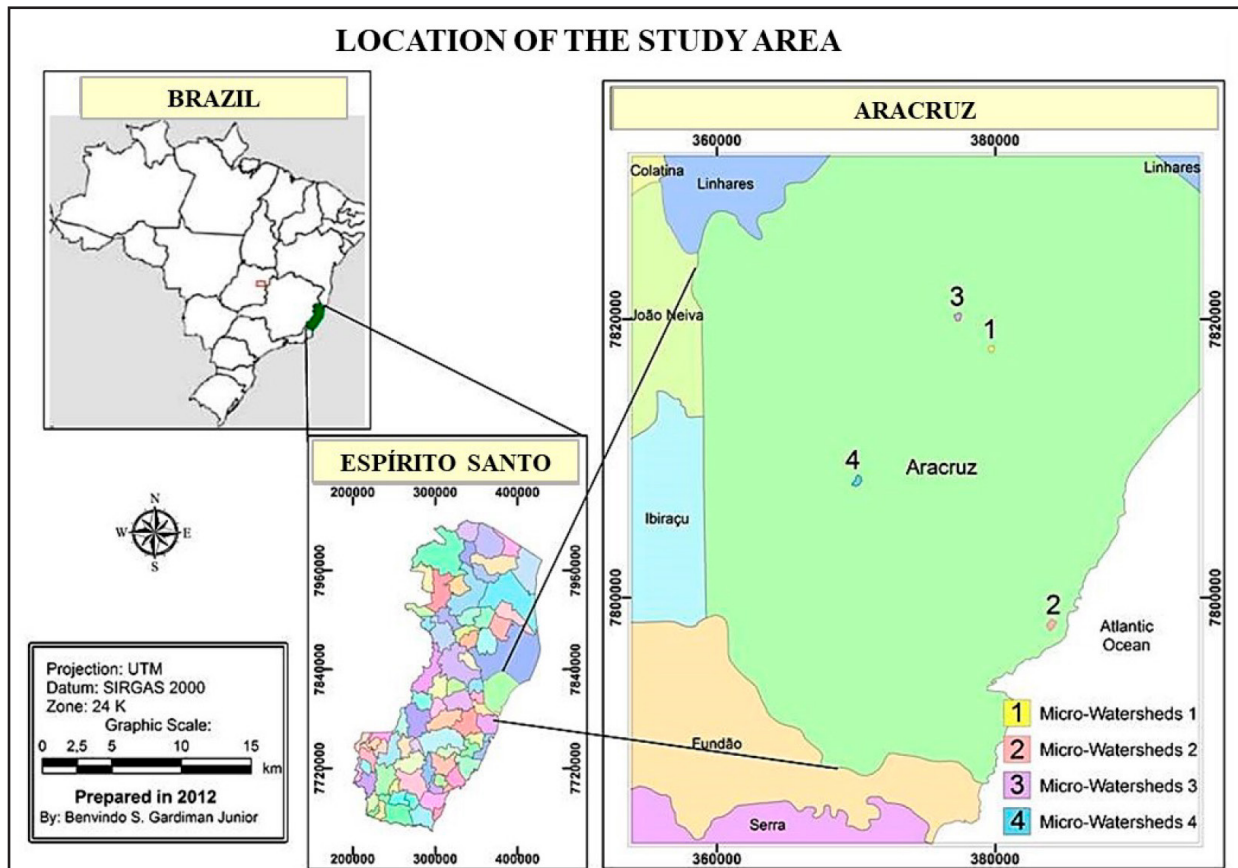 LOCATION OF THE STUDY AREA
BRAZIL
ARACRUZ
360000 380000
Colatina
Linhares
Linhares
3
João Neiva
7820000
7820000
1
4
Aracruz
Ibiraçu
2
7800000
7800000
Atlantic
Ocean
Fundão
Serra
1 Micro-Watersheds 1
2 Micro-Watersheds 2
3 Micro-Watersheds 3
4 Micro-Watersheds 4
360000 380000
ESPÍRITO SANTO
200000 300000 400000
7960000
7960000
7840000
7840000
7720000
7720000
200000 300000 400000
N
W E
S
Projection: UTM
Datum: SIRGAS 2000
Zone: 24 K
Graphic Scale:
0 2,5 5 10 15
km
Prepared in 2012
By: Benvindo S. Gardiman Junior